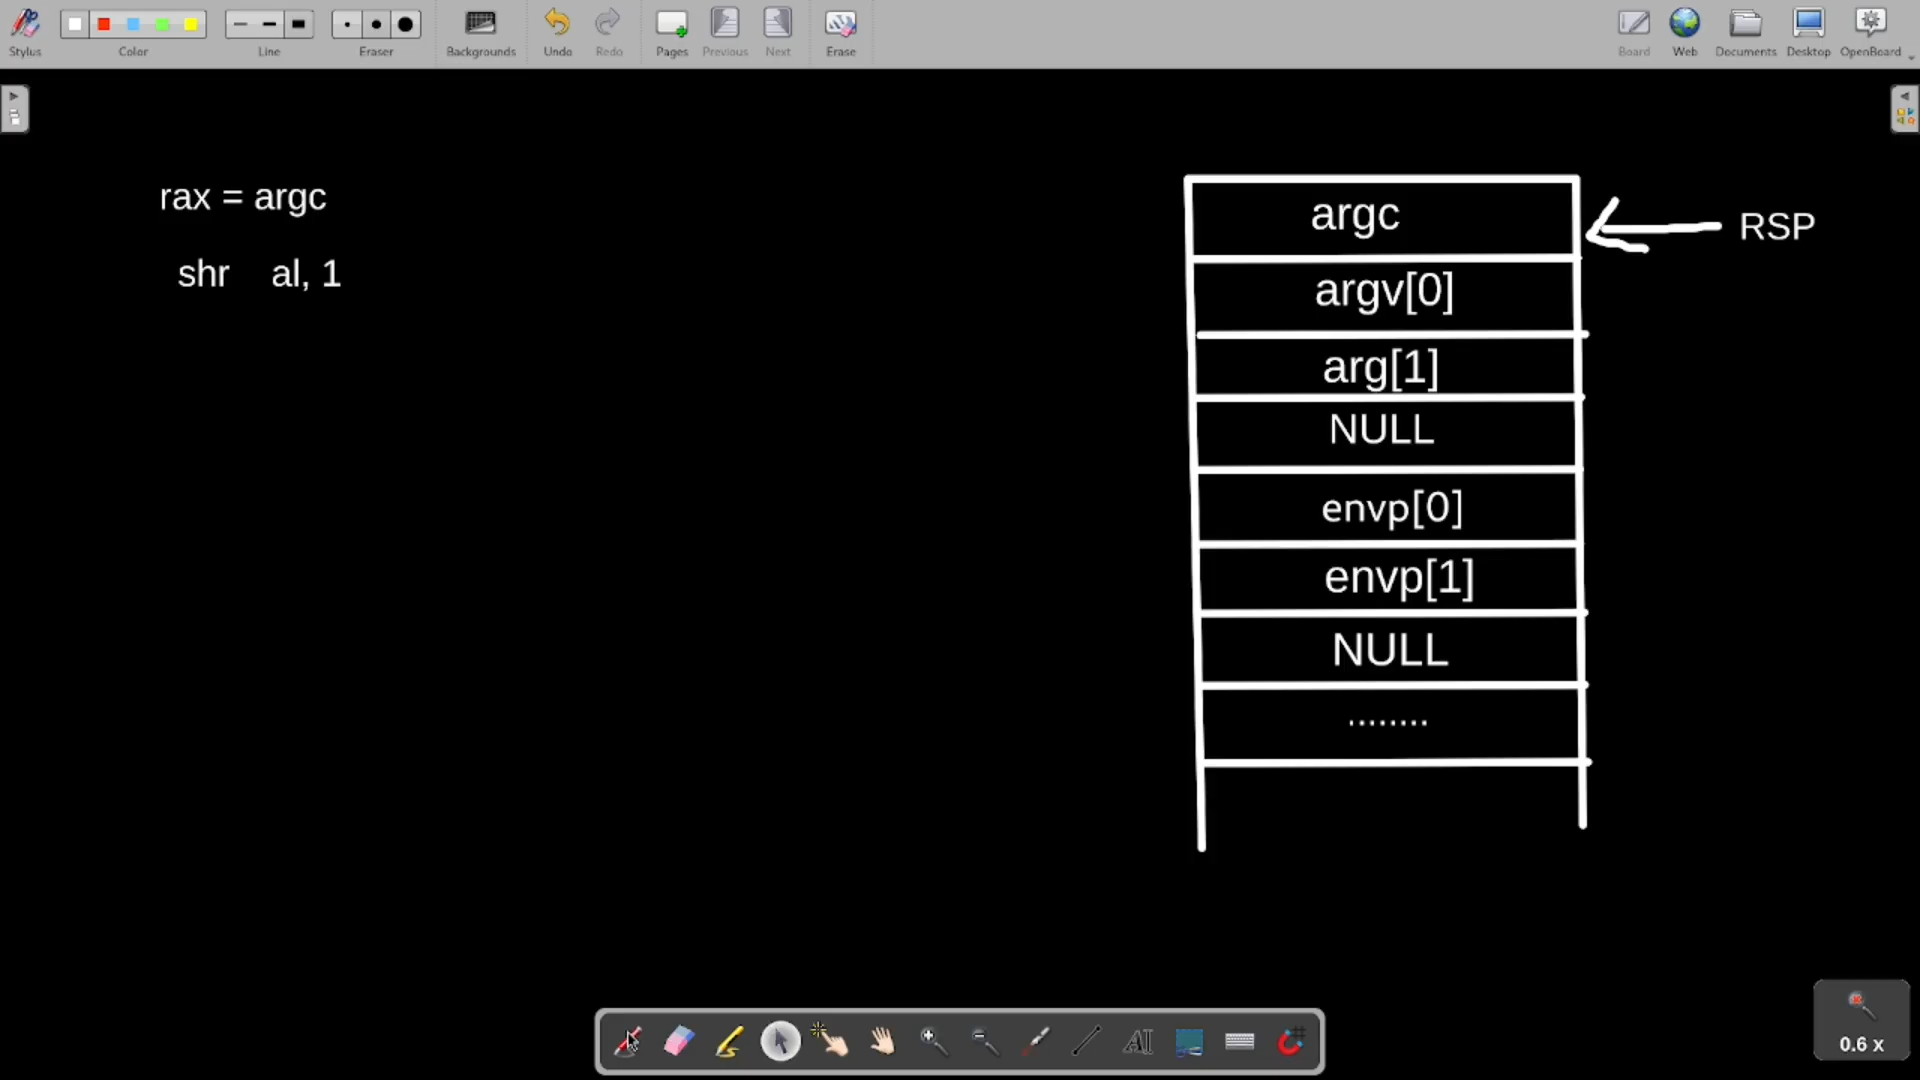 Stylus
Color
Line
Eraser
Backgrounds
Undo
Redo
Pages
Previous
Next
Erase
Board
Web
Documents
Desktop
OpenBoard
rax = argc
shr al, 1
argc
RSP
argv[0]
arg[1]
NULL
envp[0]
envp[1]
NULL
........
AI
0.6 x